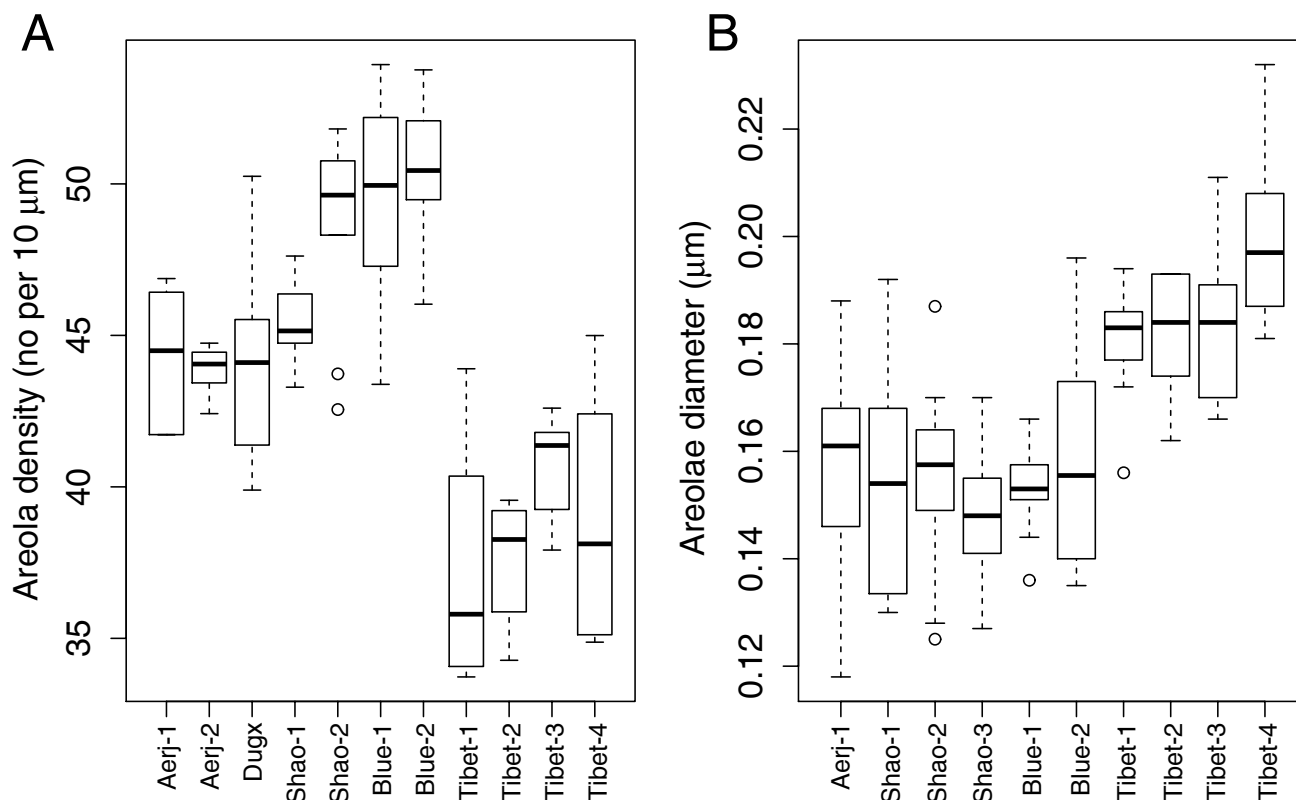 A
Areola density (no per 10 μm)
50
45
40
35
Aerj-1
Aerj-2
Dugx
Shao-1
Shao-2
Blue-1
Blue-2
Tibet-1
Tibet-2
Tibet-3
Tibet-4
B
Areolae diameter (μm)
0.22
0.20
0.18
0.16
0.14
0.12
Aerj-1
Shao-1
Shao-2
Shao-3
Blue-1
Blue-2
Tibet-1
Tibet-2
Tibet-3
Tibet-4